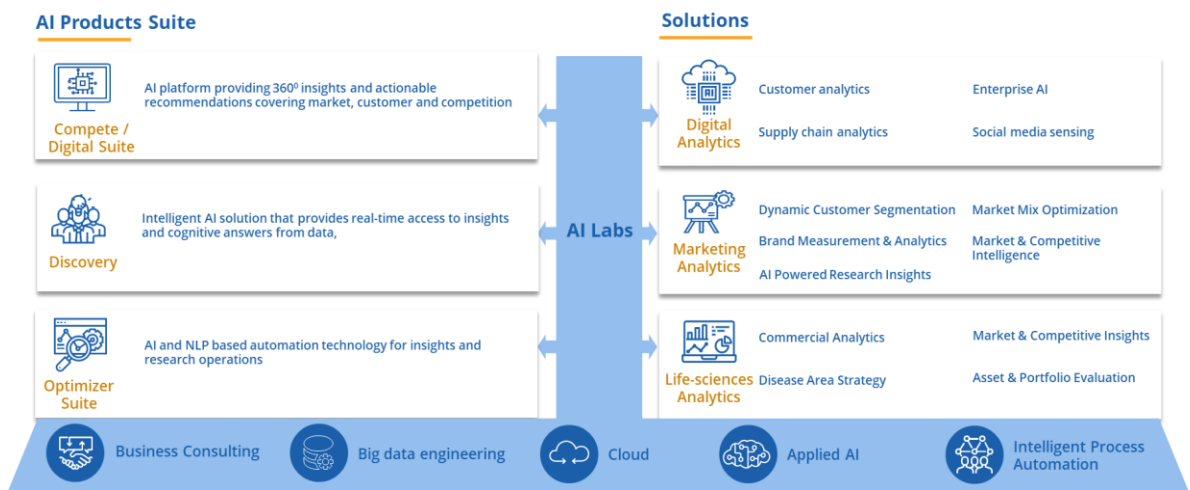 AI Products Suite
AI platform providing 360⁰ insights and actionable
recommendations covering market, customer and competition
Compete /
Digital Suite
Intelligent AI solution that provides real-time access to insights
and cognitive answers from data,
Discovery
AI and NLP based automation technology for insights and
research operations
Optimizer
Suite
AI Labs
Solutions
AI
Digital
Analytics
Customer analytics
Enterprise AI
Supply chain analytics
Social media sensing
Marketing
Analytics
Dynamic Customer Segmentation
Market Mix Optimization
Brand Measurement & Analytics
Market & Competitive
Intelligence
AI Powered Research Insights
Life-sciences
Analytics
Commercial Analytics
Market & Competitive Insights
Disease Area Strategy
Asset & Portfolio Evaluation
Business Consulting
Big data engineering
Cloud
Applied AI
Intelligent Process
Automation